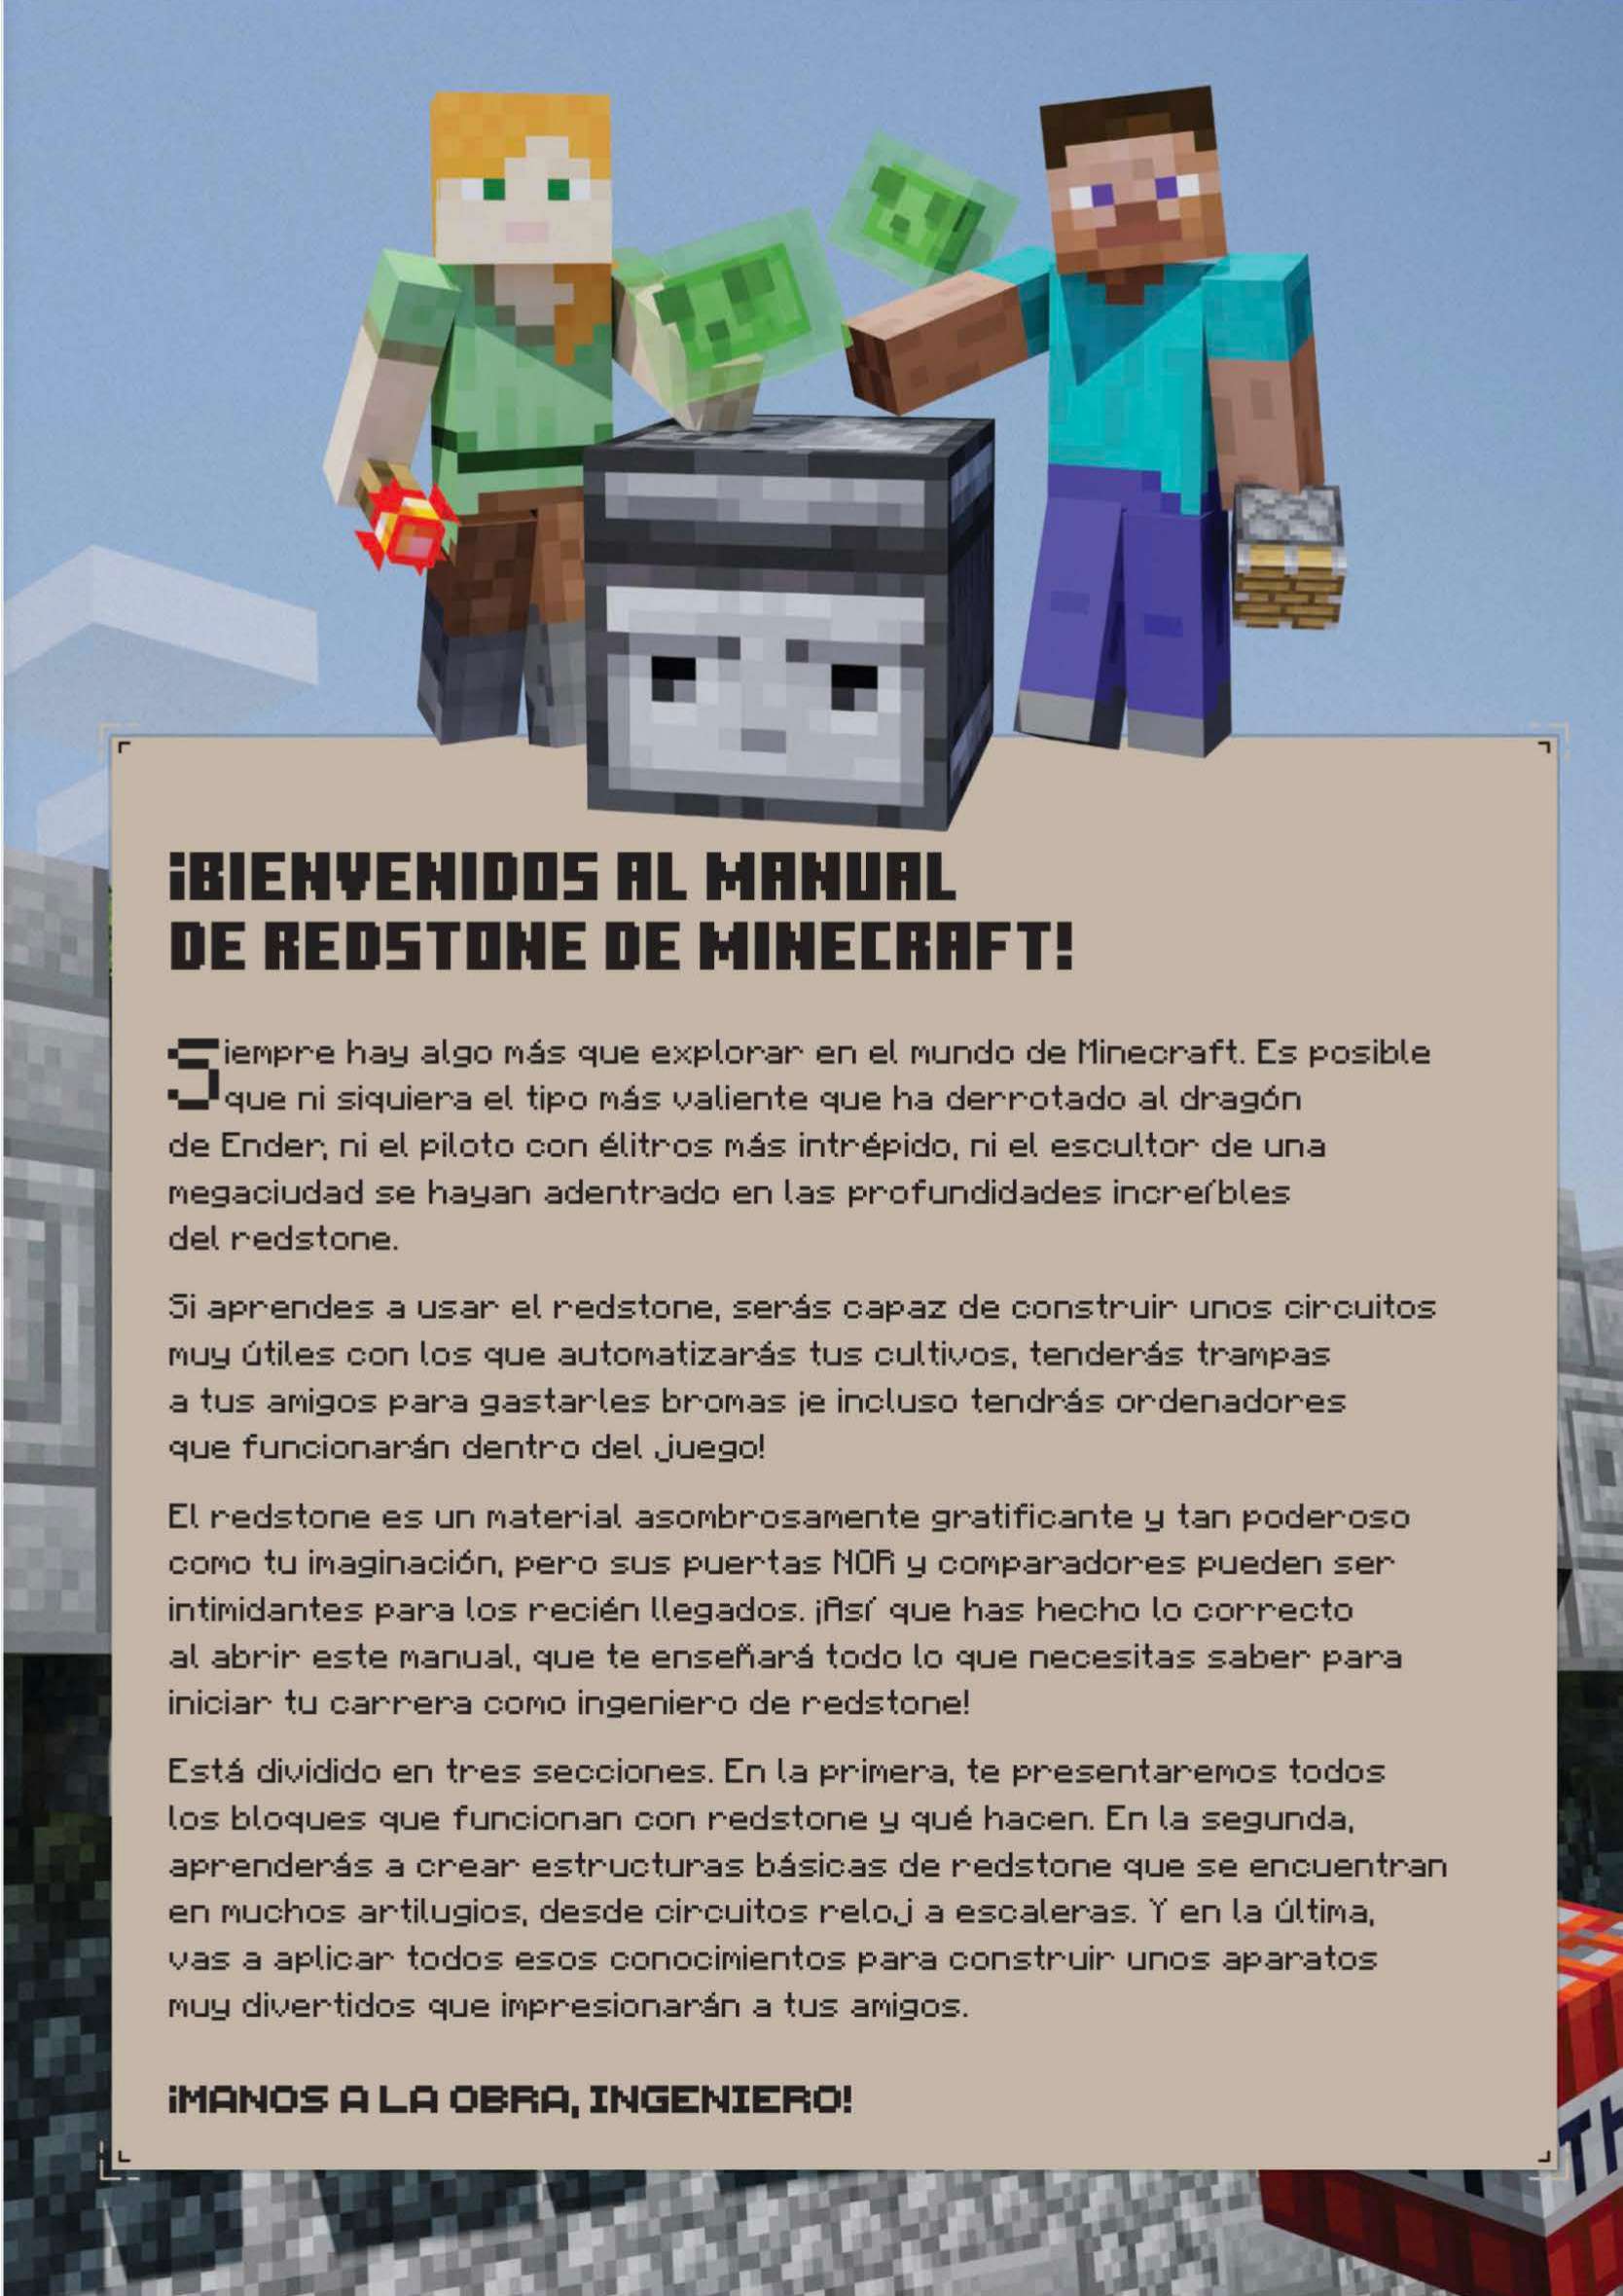 ¡BIENVENIDOS AL MANUAL
DE REDSTONE DE MINECRAFT!
Siempre hay algo más que explorar en el mundo de Minecraft. Es posible
que ni siquiera el tipo más valiente que ha derrotado al dragón
de Ender, ni el piloto con élitros más intrépido, ni el escultor de una
megaciudad se hayan adentrado en las profundidades increíbles
del redstone.
Si aprendes a usar el redstone, serás capaz de construir unos circuitos
muy útiles con los que automatizarás tus cultivos, tenderás trampas
a tus amigos para gastarles bromas ¡e incluso tendrás ordenadores
que funcionarán dentro del juego!
El redstone es un material asombrosamente gratificante y tan poderoso
como tu imaginación, pero sus puertas NOR y comparadores pueden ser
intimidantes para los recién llegados. ¡Así que has hecho lo correcto
al abrir este manual, que te enseñará todo lo que necesitas saber para
iniciar tu carrera como ingeniero de redstone!
Está dividido en tres secciones. En la primera, te presentaremos todos
los bloques que funcionan con redstone y qué hacen. En la segunda,
aprenderás a crear estructuras básicas de redstone que se encuentran
en muchos artilugios, desde circuitos reloj a escaleras. Y en la última,
vas a aplicar todos esos conocimientos para construir unos aparatos
muy divertidos que impresionarán a tus amigos.
¡MANOS A LA OBRA, INGENIERO!